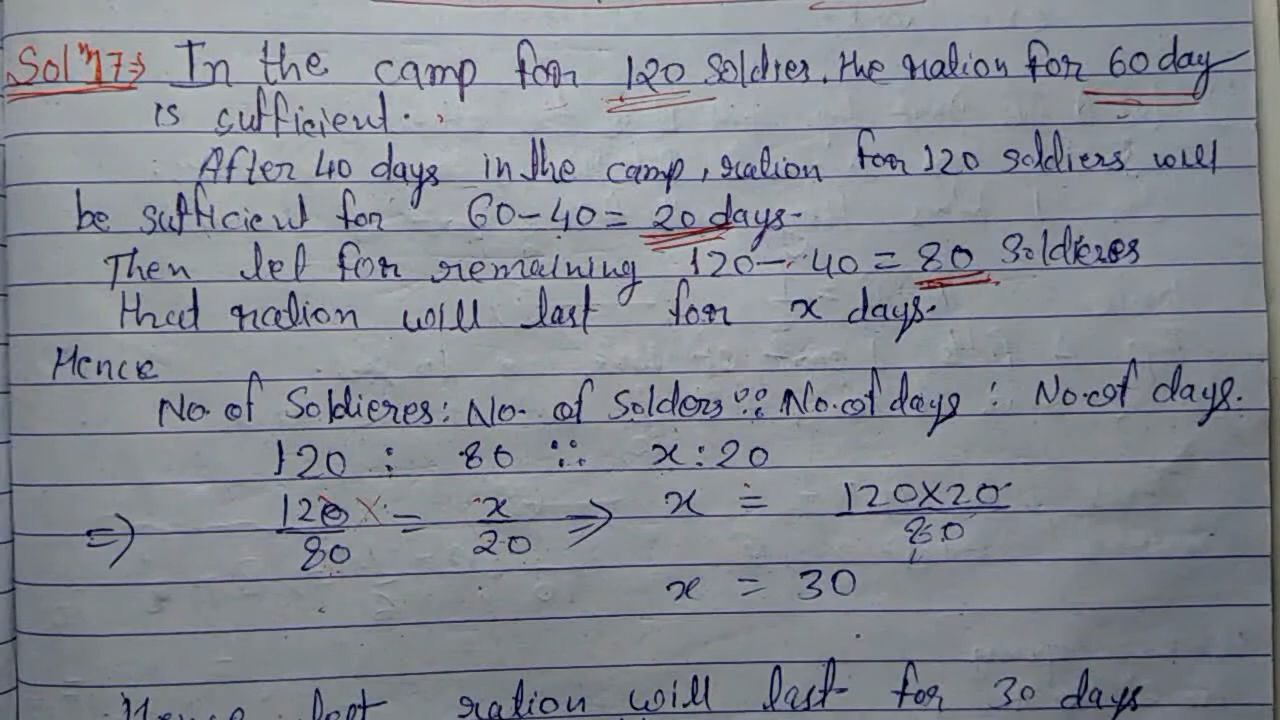 Sol"17⇒ In the camp for 120 Soldier, the ration for 60 day
is sufficient.
After 40 days in the camp, ration for 120 soldiers will
be sufficient for 60-40= 20 days.
Then let for remaining 120-40=80 Soldieres
that ration will last for x days.
Hence
No. of Soldieres: No. of Solders :: No. of days : No. of days.
120 : 80 :: x:20
⇒ 120/80 = x/20 ⇒ x = 120×20/80
x = 30
Hence ration will last for 30 days